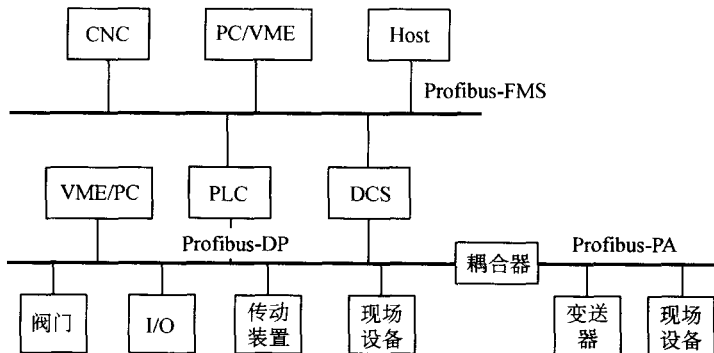 CNC
PC/VME
Host
Profibus-FMS
VME/PC
PLC
DCS
Profibus-DP
Profibus-PA
耦合器
阀门
I/O
传动
装置
现场
设备
变送
器
现场
设备